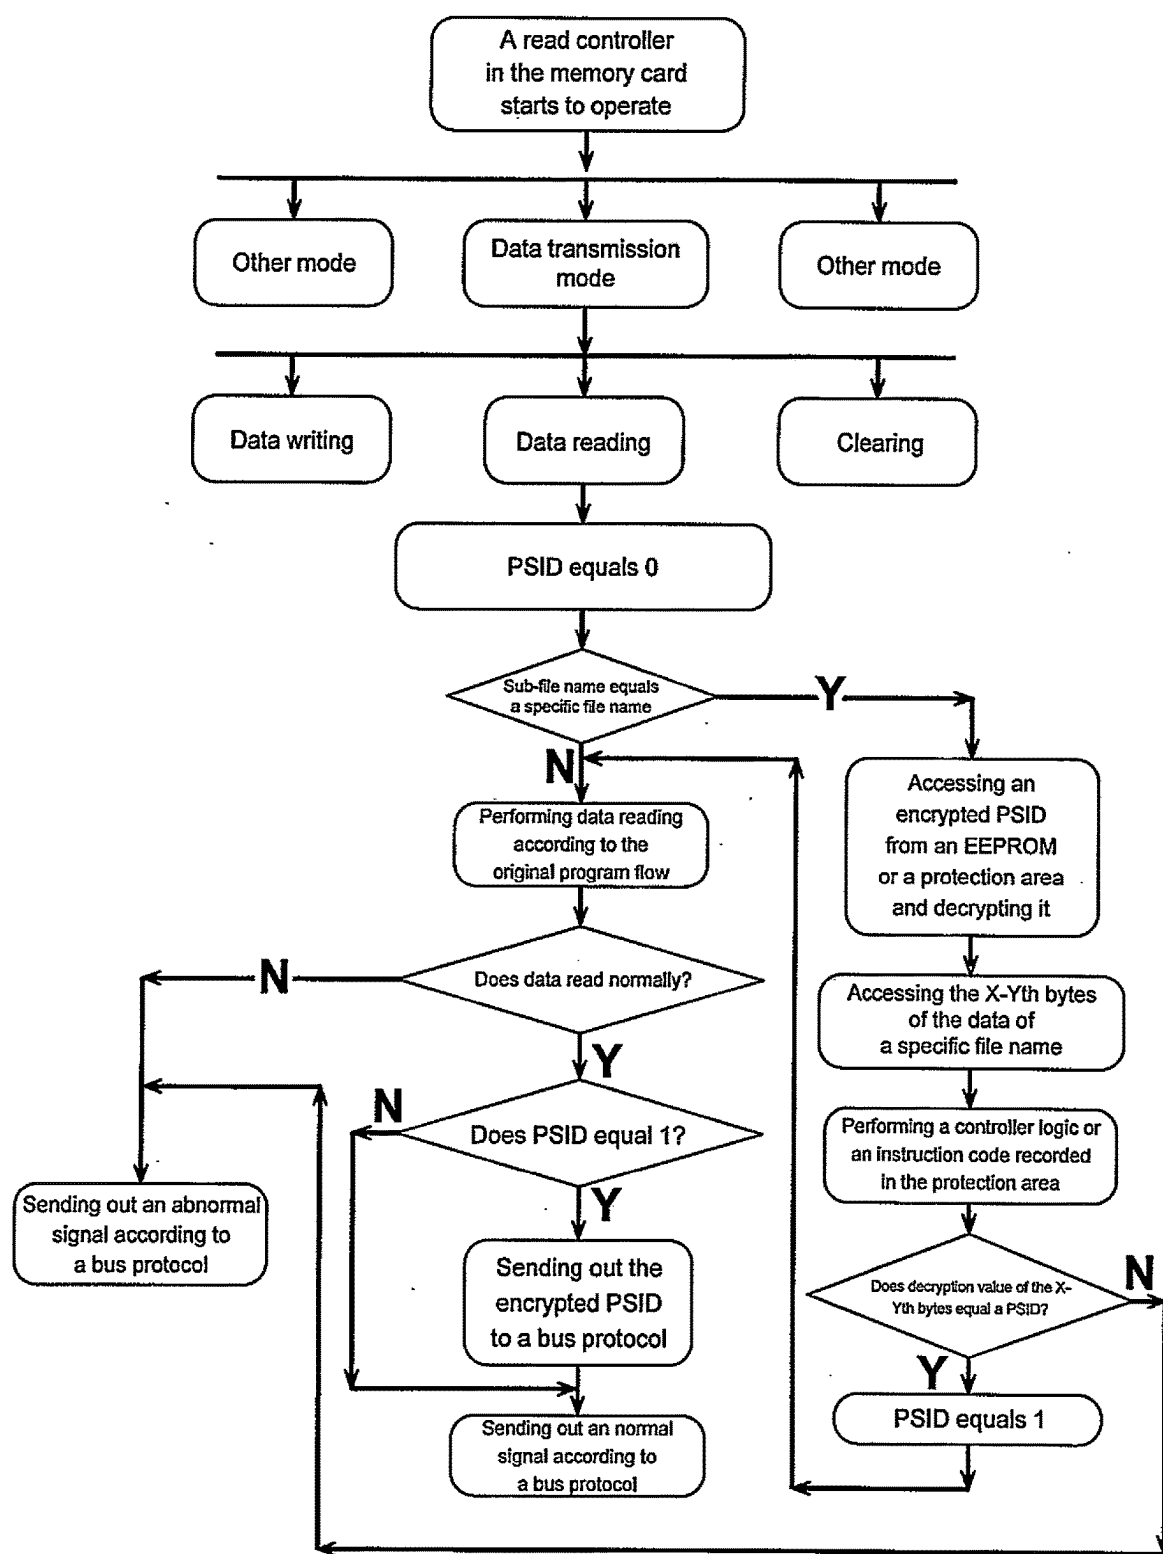 A read controller
in the memory card
starts to operate
Other mode
Data transmission
mode
Other mode
Data writing
Data reading
Clearing
PSID equals 0
Sub-file name equals
a specific file name
Y
N
Performing data reading
according to the
original program flow
Accessing an
encrypted PSID
from an EEPROM
or a protection area
and decrypting it
Does data read normally?
N
Y
Accessing the X-Yth bytes
of the data of
a specific file name
Does PSID equal 1?
N
Y
Performing a controller logic or
an instruction code recorded
in the protection area
Sending out an abnormal
signal according to
a bus protocol
Sending out the
encrypted PSID
to a bus protocol
Does decryption value of the X-
Yth bytes equal a PSID?
N
Y
Sending out an normal
signal according to
a bus protocol
PSID equals 1